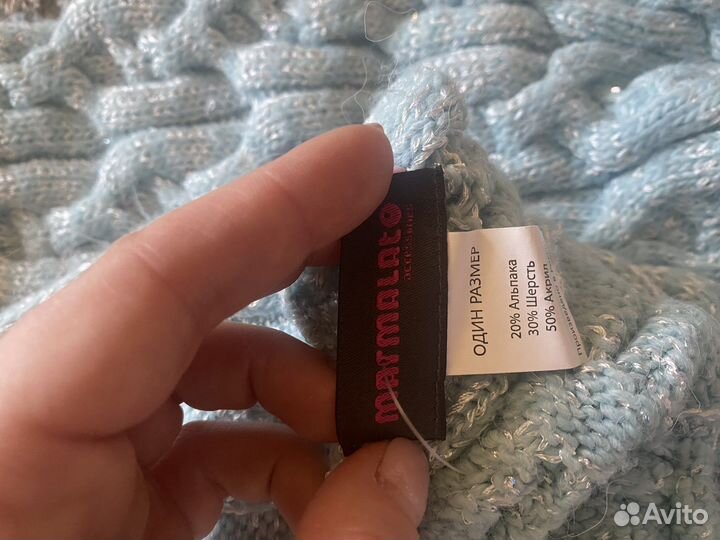 marmalato
accessories
ОДИН РАЗМЕР
20% Альпака
30% Шерсть
50% Акрил
Avito